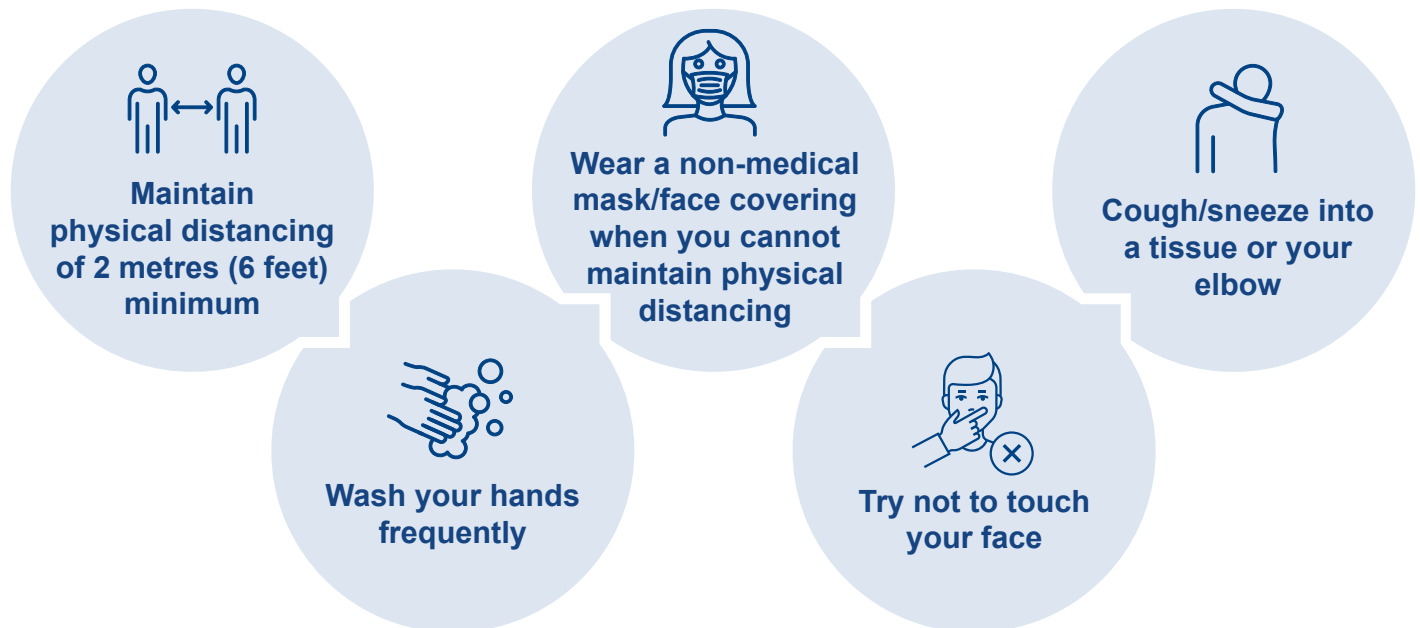 Maintain
physical distancing
of 2 metres (6 feet)
minimum
Wash your hands
frequently
Wear a non-medical
mask/face covering
when you cannot
maintain physical
distancing
Try not to touch
your face
Cough/sneeze into
a tissue or your
elbow